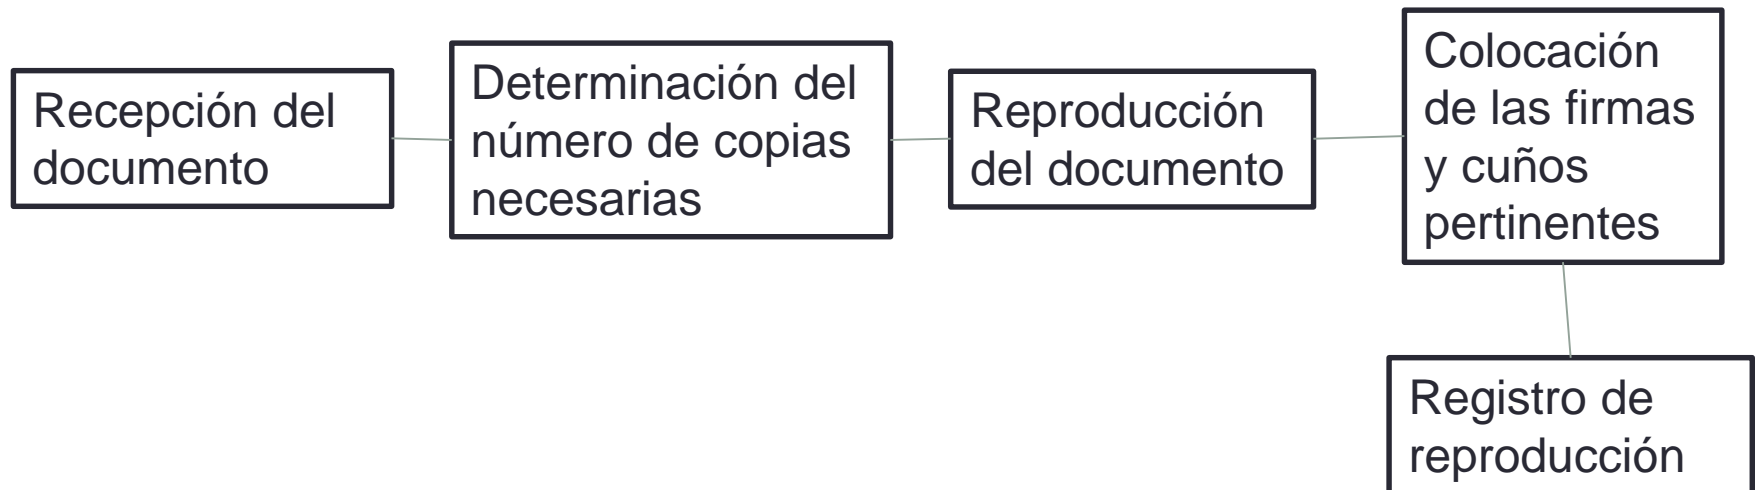 Recepción del
documento
Determinación del
número de copias
necesarias
Reproducción
del documento
Colocación
de las firmas
y cuños
pertinentes
Registro de
reproducción